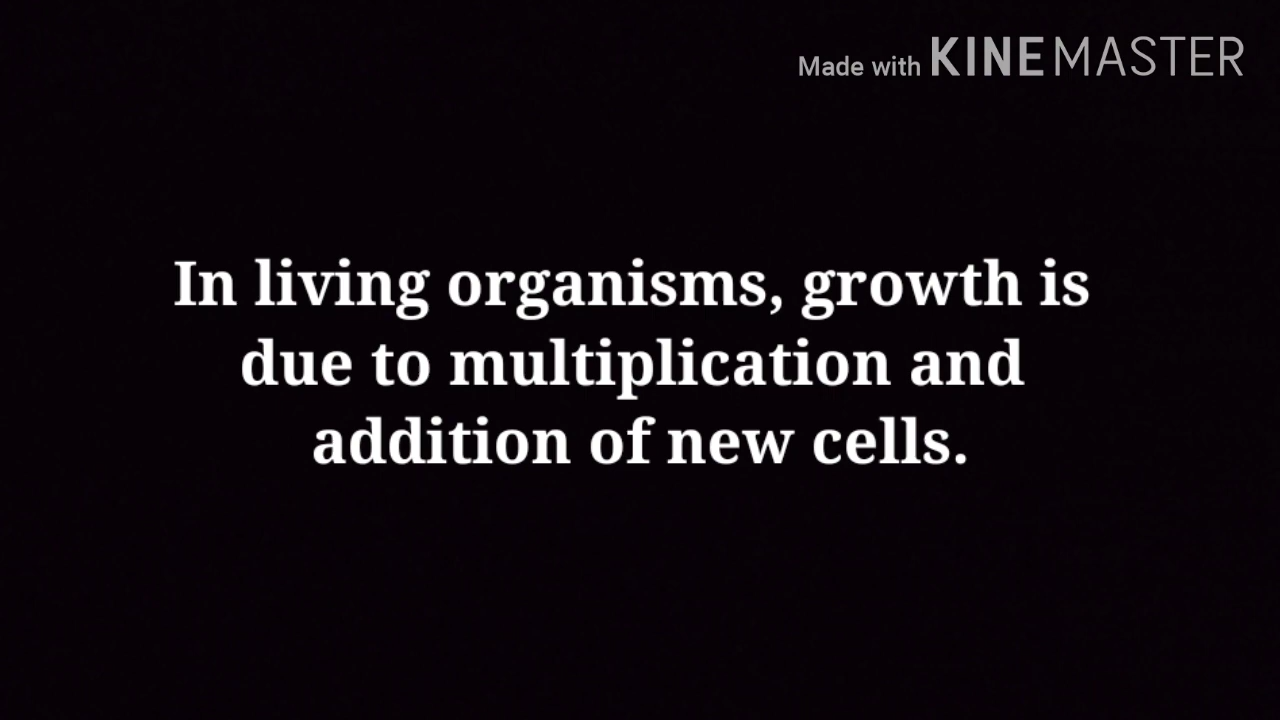 Made with KINEMASTER
In living organisms, growth is
due to multiplication and
addition of new cells.